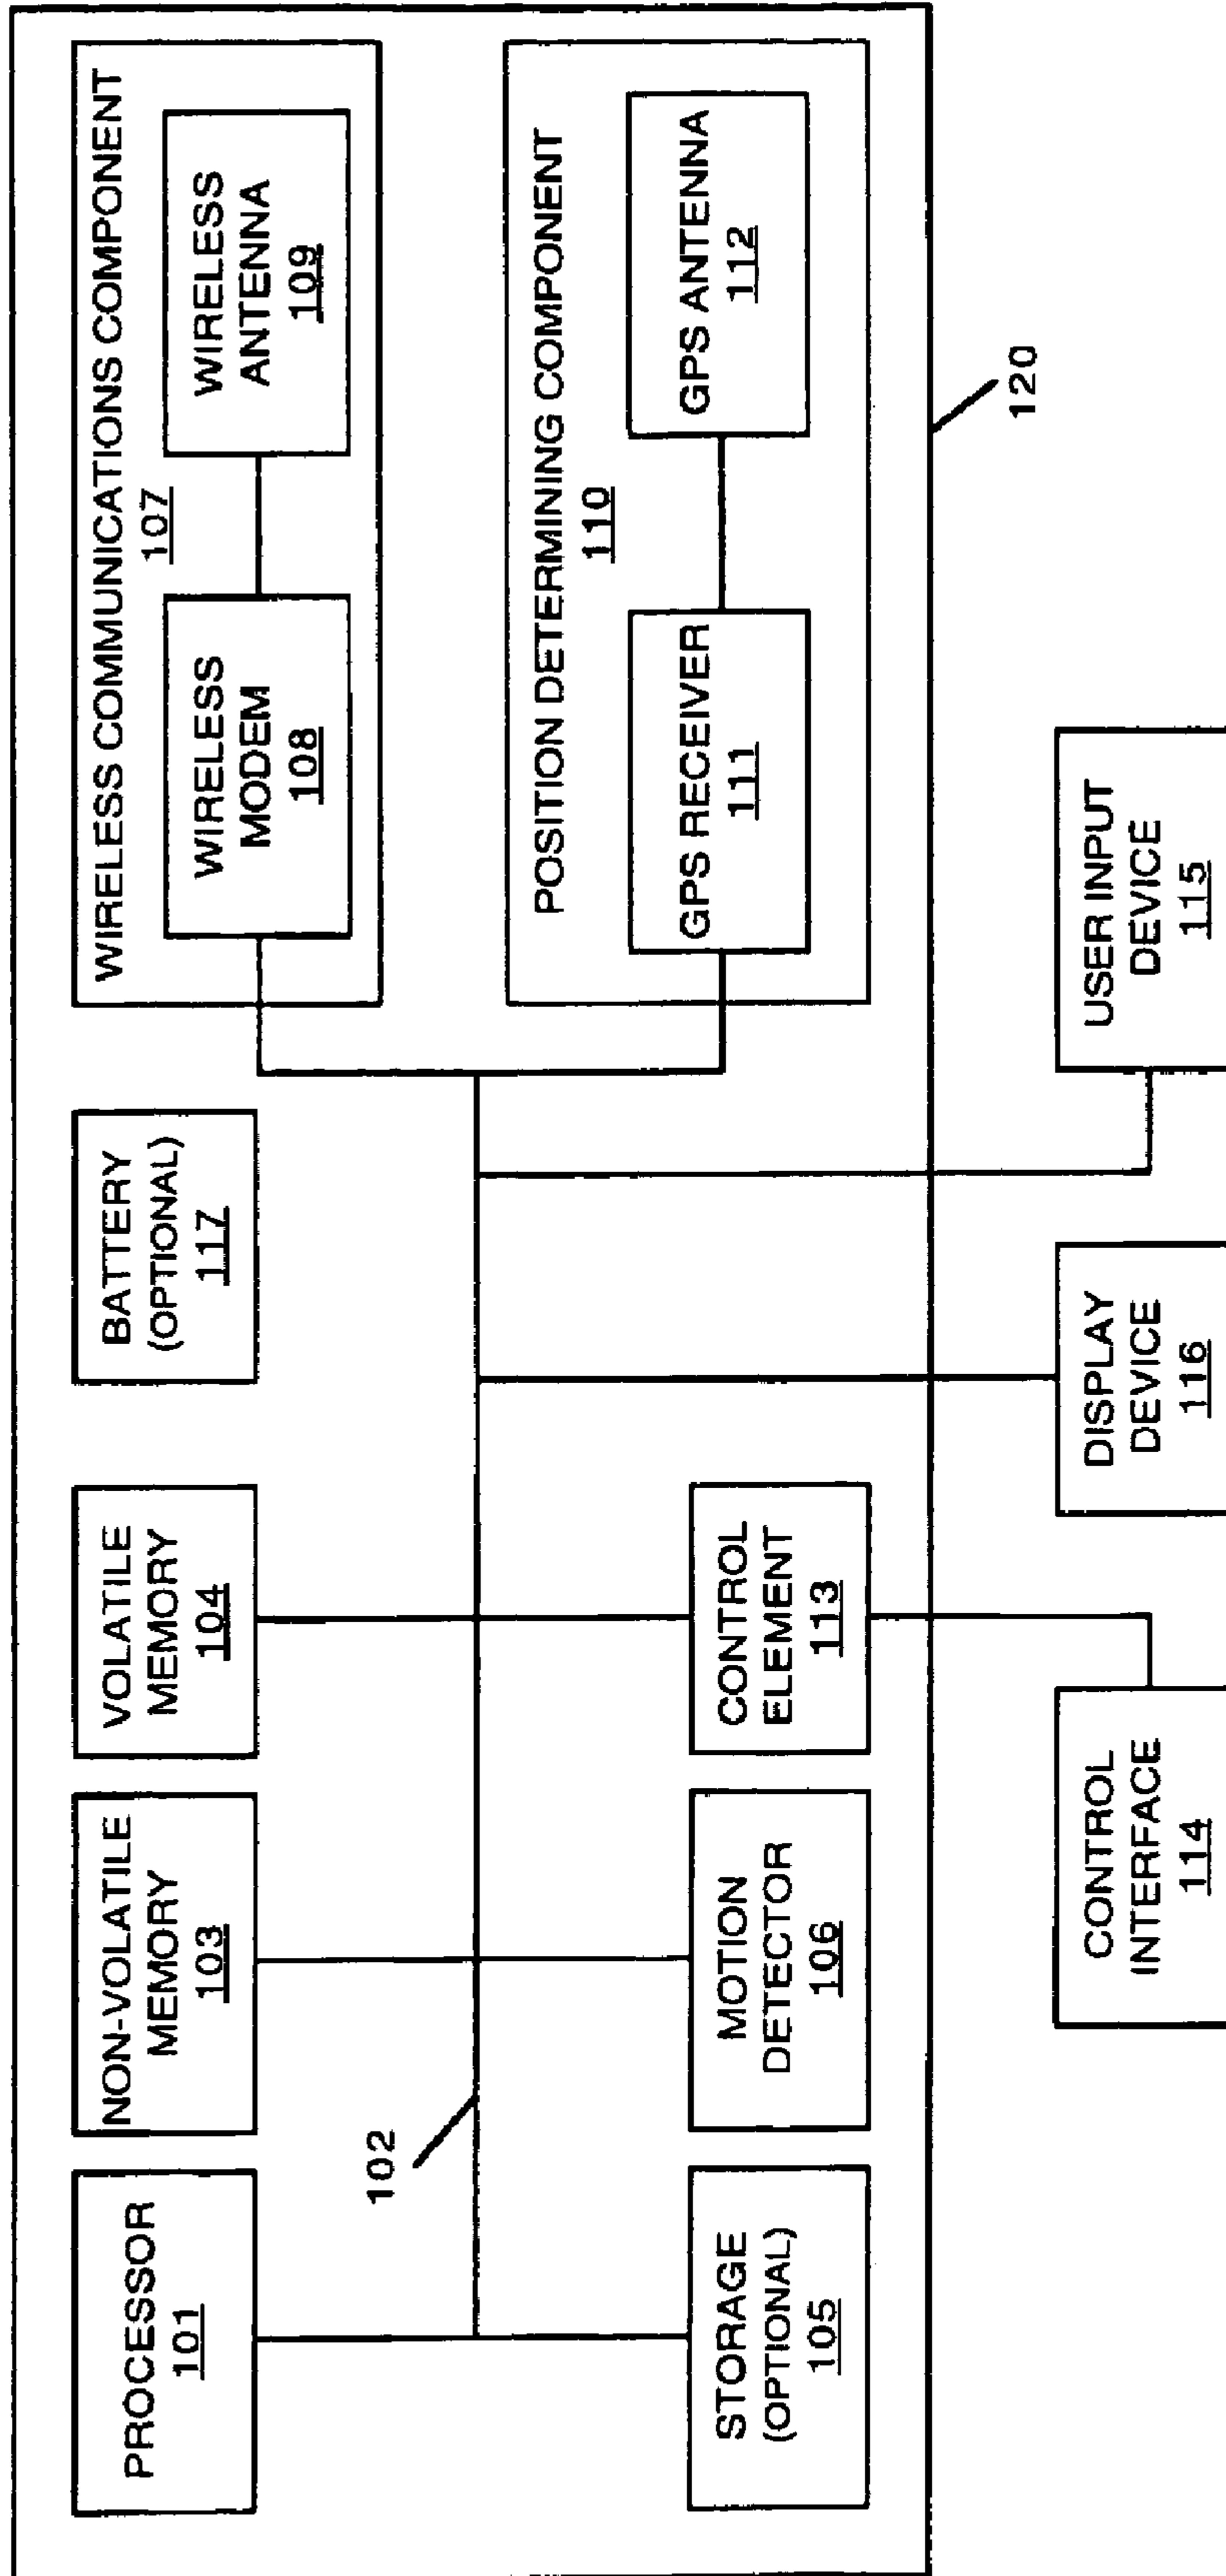 PROCESSOR
101
NON-VOLATILE
MEMORY
103
VOLATILE
MEMORY
104
BATTERY
(OPTIONAL)
117
WIRELESS COMMUNICATIONS COMPONENT
107
WIRELESS
MODEM
108
WIRELESS
ANTENNA
109
102
STORAGE
(OPTIONAL)
105
MOTION
DETECTOR
106
CONTROL
ELEMENT
113
POSITION DETERMINING COMPONENT
110
GPS RECEIVER
111
GPS ANTENNA
112
120
CONTROL
INTERFACE
114
DISPLAY
DEVICE
116
USER INPUT
DEVICE
115